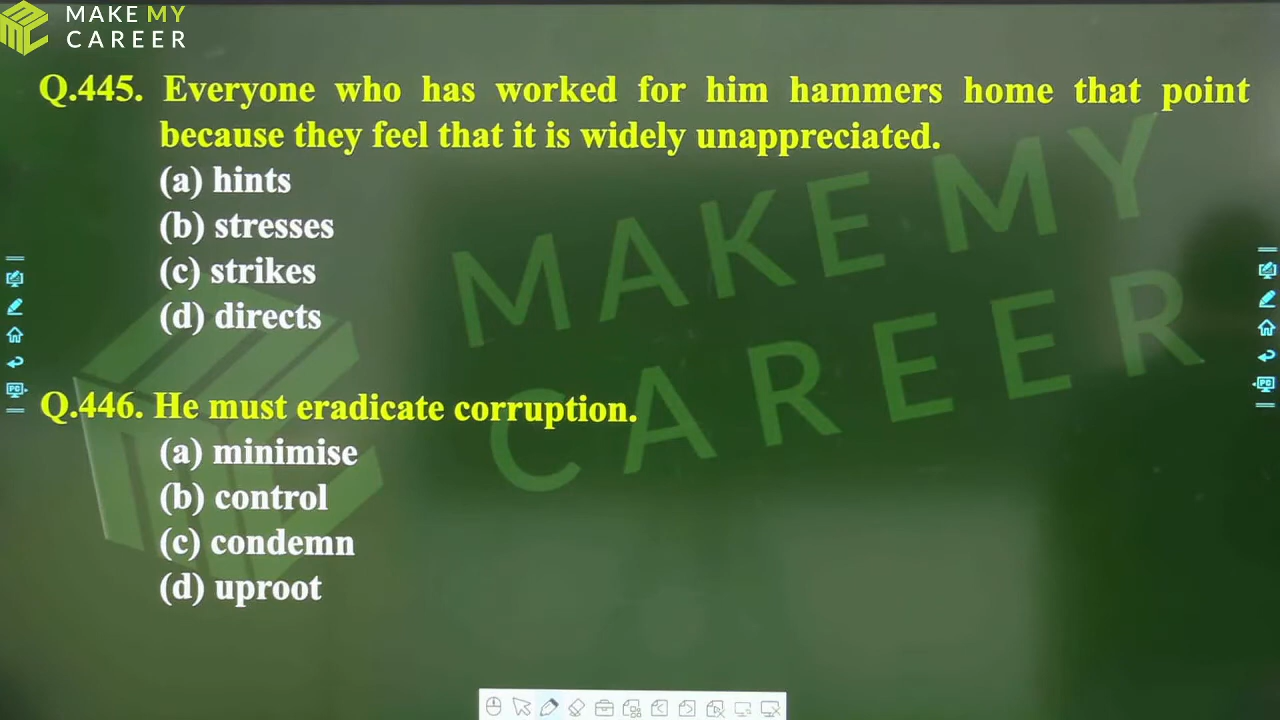 MAKE MY
CAREER
Q.445. Everyone who has worked for him hammers home that point
because they feel that it is widely unappreciated.
(a) hints
(b) stresses
(c) strikes
(d) directs
Q.446. He must eradicate corruption.
(a) minimise
(b) control
(c) condemn
(d) uproot
MAKE MY
CAREER
PC
PC